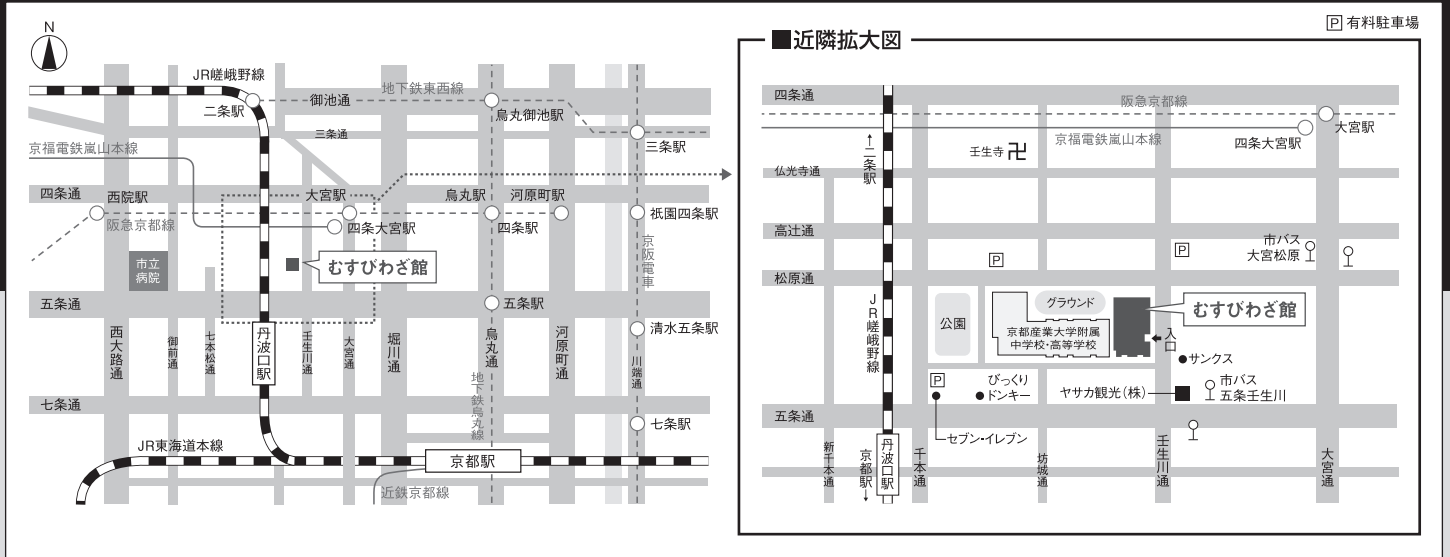 N
JR嵯峨野線
二条駅
御池通
地下鉄東西線
烏丸御池駅
三条通
三条駅
京福電鉄嵐山本線
四条通
西院駅
大宮駅
烏丸駅
河原町駅
阪急京都線
四条大宮駅
四条駅
祇園四条駅
京阪電車
市立
病院
むすびわざ館
五条通
五条駅
清水五条駅
西大路通
御前通
七本松通
丹波口駅
壬生川通
大宮通
堀川通
烏丸通
河原町通
川端通
地下鉄烏丸線
七条通
七条駅
JR東海道本線
京都駅
近鉄京都線
P 有料駐車場
■近隣拡大図
四条通
阪急京都線
大宮駅
京福電鉄嵐山本線
四条大宮駅
↑二条駅
壬生寺 卍
仏光寺通
高辻通
P
P
市バス
大宮松原
松原通
JR嵯峨野線
公園
グラウンド
京都産業大学附属
中学校・高等学校
むすびわざ館
入口
サンクス
P
びっくり
ドンキー
ヤサカ観光(株)
市バス
五条壬生川
五条通
セブン-イレブン
新千本通
京都駅↓
丹波口駅
千本通
坊城通
壬生川通
大宮通